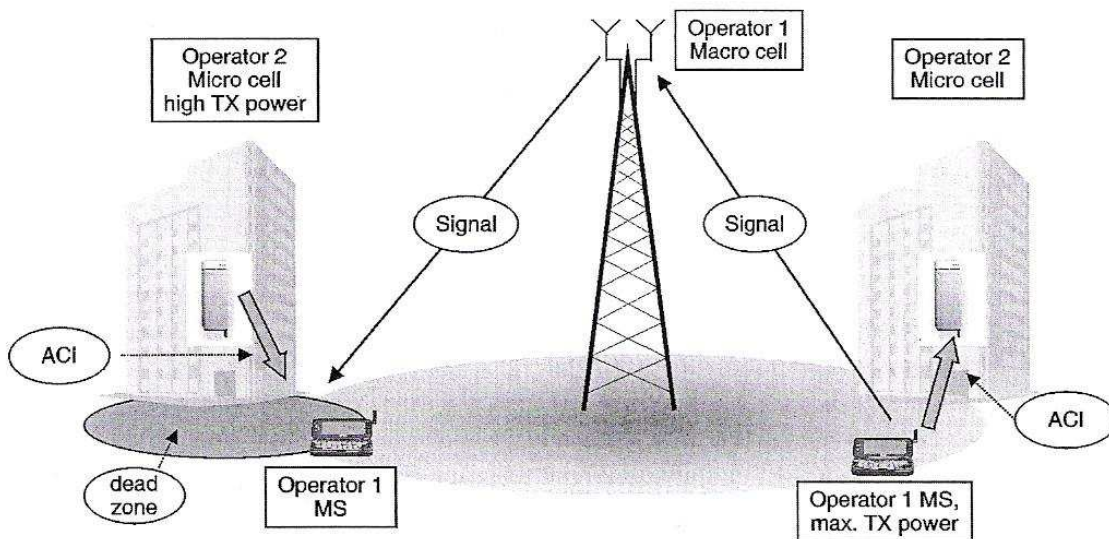 Operator 2
Micro cell
high TX power
Operator 1
Macro cell
Operator 2
Micro cell
Signal
Signal
ACI
ACI
dead
zone
Operator 1
MS
Operator 1 MS,
max. TX power